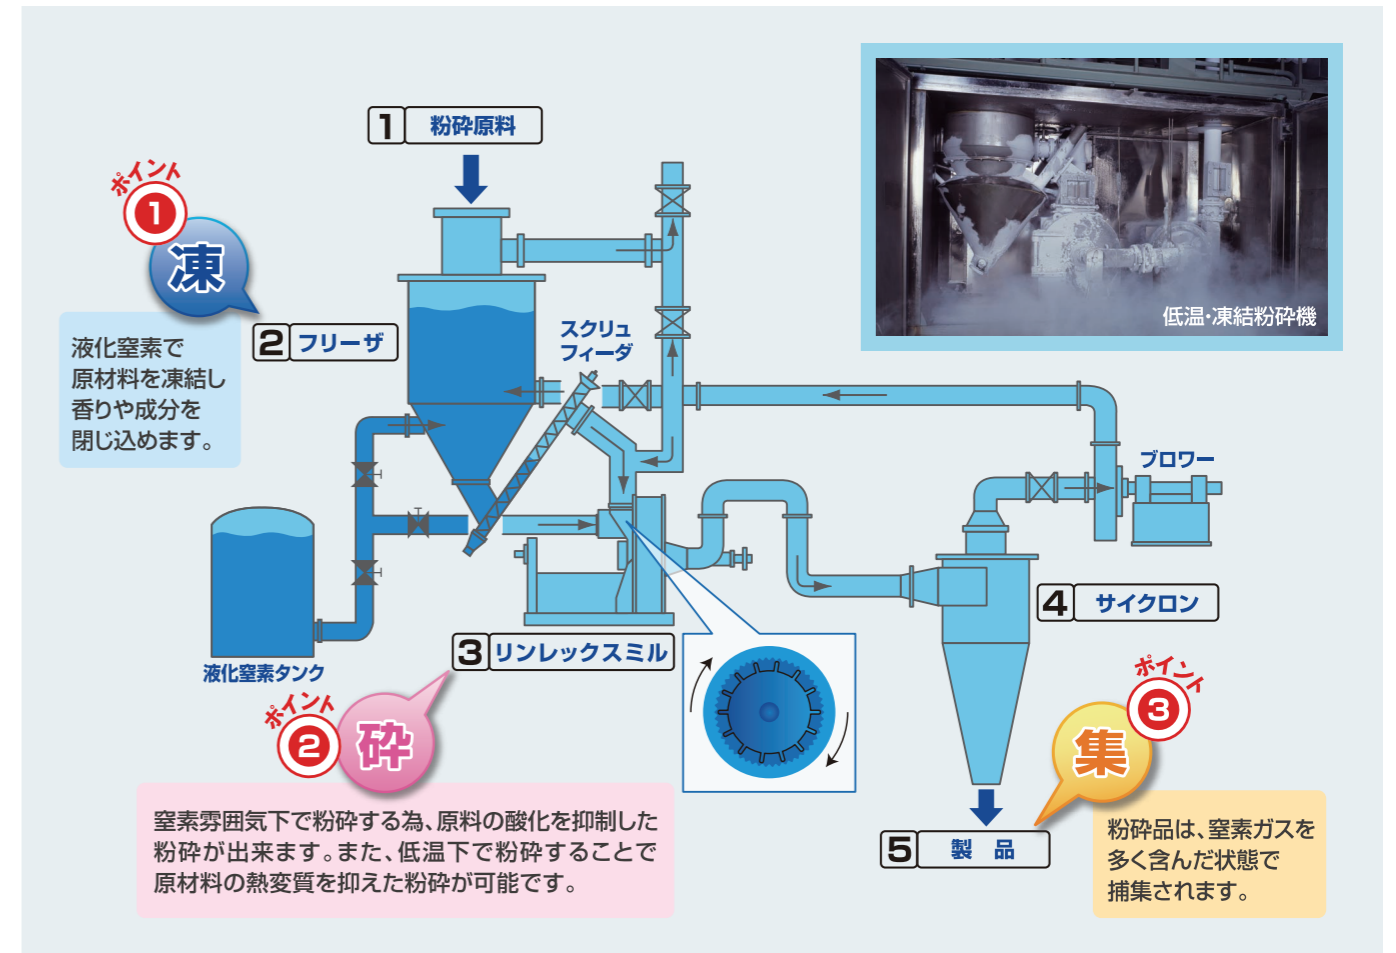 1 粉砕原料
ポイント
1
凍
液化窒素で
原材料を凍結し
香りや成分を
閉じ込めます。
2 フリーザ
スクリュ
フィーダ
低温・凍結粉砕機
ブロワー
液化窒素タンク
3 リンレックスミル
4 サイクロン
ポイント
2
砕
窒素雰囲気下で粉砕する為、原料の酸化を抑制した
粉砕が出来ます。また、低温下で粉砕することで
原材料の熱変質を抑えた粉砕が可能です。
ポイント
3
集
粉砕品は、窒素ガスを
多く含んだ状態で
捕集されます。
5 製 品